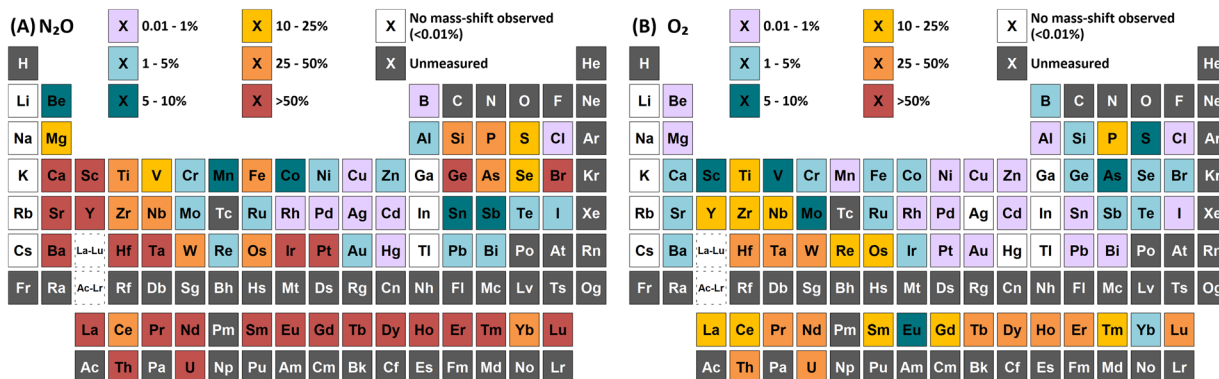 (A) N₂O
X 0.01 - 1%
X 10 - 25%
X No mass-shift observed
(<0.01%)
X 1 - 5%
X 25 - 50%
X Unmeasured
X 5 - 10%
X >50%
H He
Li Be B C N O F Ne
Na Mg Al Si P S Cl Ar
K Ca Sc Ti V Cr Mn Fe Co Ni Cu Zn Ga Ge As Se Br Kr
Rb Sr Y Zr Nb Mo Tc Ru Rh Pd Ag Cd In Sn Sb Te I Xe
Cs Ba La-Lu Hf Ta W Re Os Ir Pt Au Hg Tl Pb Bi Po At Rn
Fr Ra Ac-Lr Rf Db Sg Bh Hs Mt Ds Rg Cn Nh Fl Mc Lv Ts Og
La Ce Pr Nd Pm Sm Eu Gd Tb Dy Ho Er Tm Yb Lu
Ac Th Pa U Np Pu Am Cm Bk Cf Es Fm Md No Lr
(B) O₂
X 0.01 - 1%
X 10 - 25%
X No mass-shift observed
(<0.01%)
X 1 - 5%
X 25 - 50%
X Unmeasured
X 5 - 10%
X >50%
H He
Li Be B C N O F Ne
Na Mg Al Si P S Cl Ar
K Ca Sc Ti V Cr Mn Fe Co Ni Cu Zn Ga Ge As Se Br Kr
Rb Sr Y Zr Nb Mo Tc Ru Rh Pd Ag Cd In Sn Sb Te I Xe
Cs Ba La-Lu Hf Ta W Re Os Ir Pt Au Hg Tl Pb Bi Po At Rn
Fr Ra Ac-Lr Rf Db Sg Bh Hs Mt Ds Rg Cn Nh Fl Mc Lv Ts Og
La Ce Pr Nd Pm Sm Eu Gd Tb Dy Ho Er Tm Yb Lu
Ac Th Pa U Np Pu Am Cm Bk Cf Es Fm Md No Lr